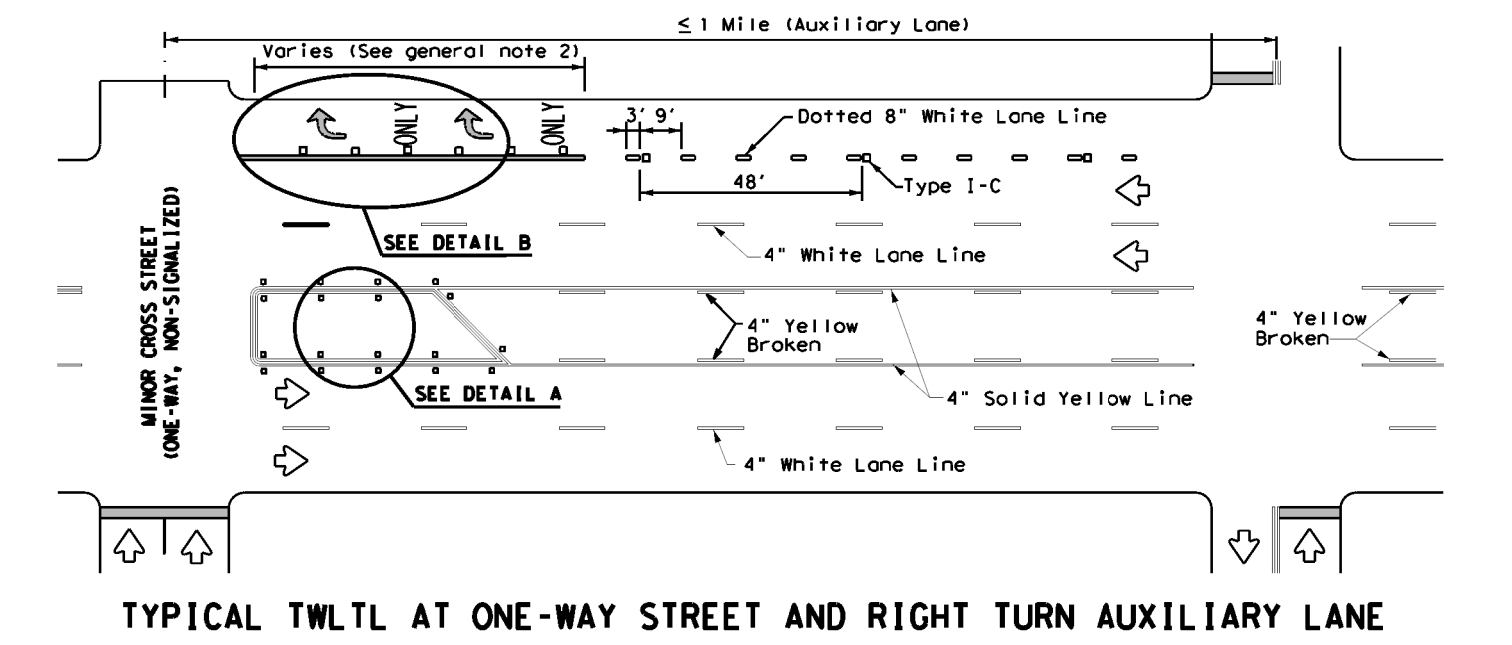 ≤ 1 Mile (Auxiliary Lane)
Varies (See general note 2)
ONLY
ONLY
3' 9'
Dotted 8" White Lane Line
48'
Type I-C
SEE DETAIL B
4" White Lane Line
MINOR CROSS STREET
(ONE-WAY, NON-SIGNALIZED)
4" Yellow
Broken
4" Yellow
Broken
SEE DETAIL A
4" Solid Yellow Line
4" White Lane Line
TYPICAL TWLTL AT ONE-WAY STREET AND RIGHT TURN AUXILIARY LANE